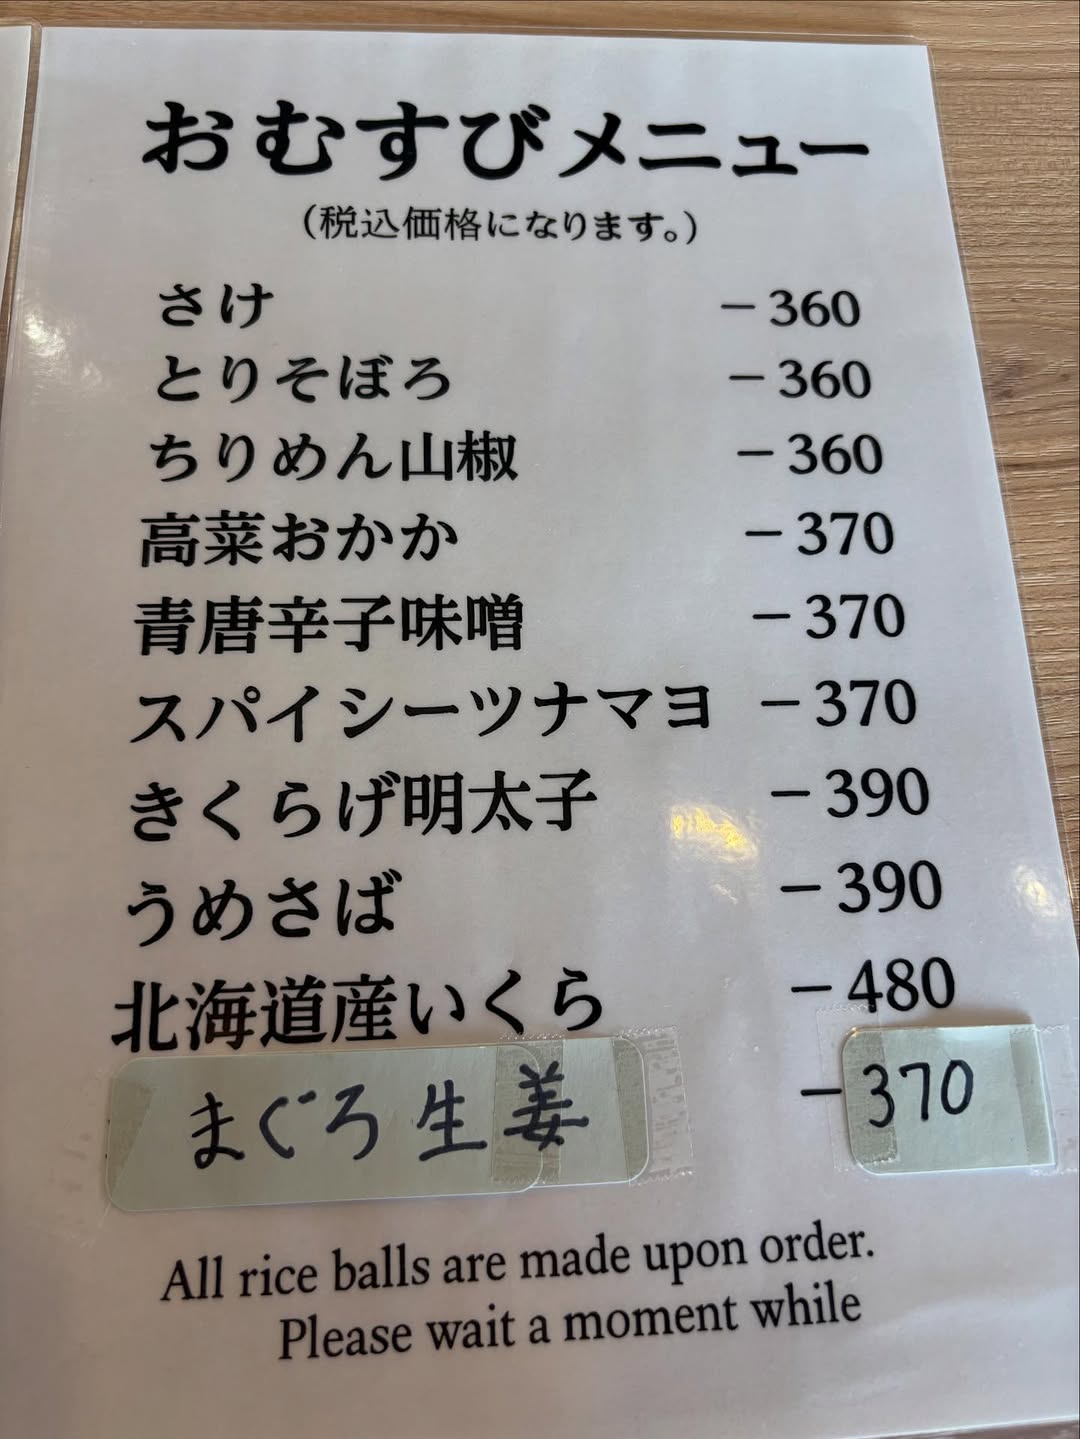 おむすびメニュー
(税込価格になります。)
さけ -360
とりそぼろ -360
ちりめん山椒 -360
高菜おかか -370
青唐辛子味噌 -370
スパイシーツナマヨ -370
きくらげ明太子 -390
うめさば -390
北海道産いくら -480
まぐろ生姜 -370
All rice balls are made upon order.
Please wait a moment while